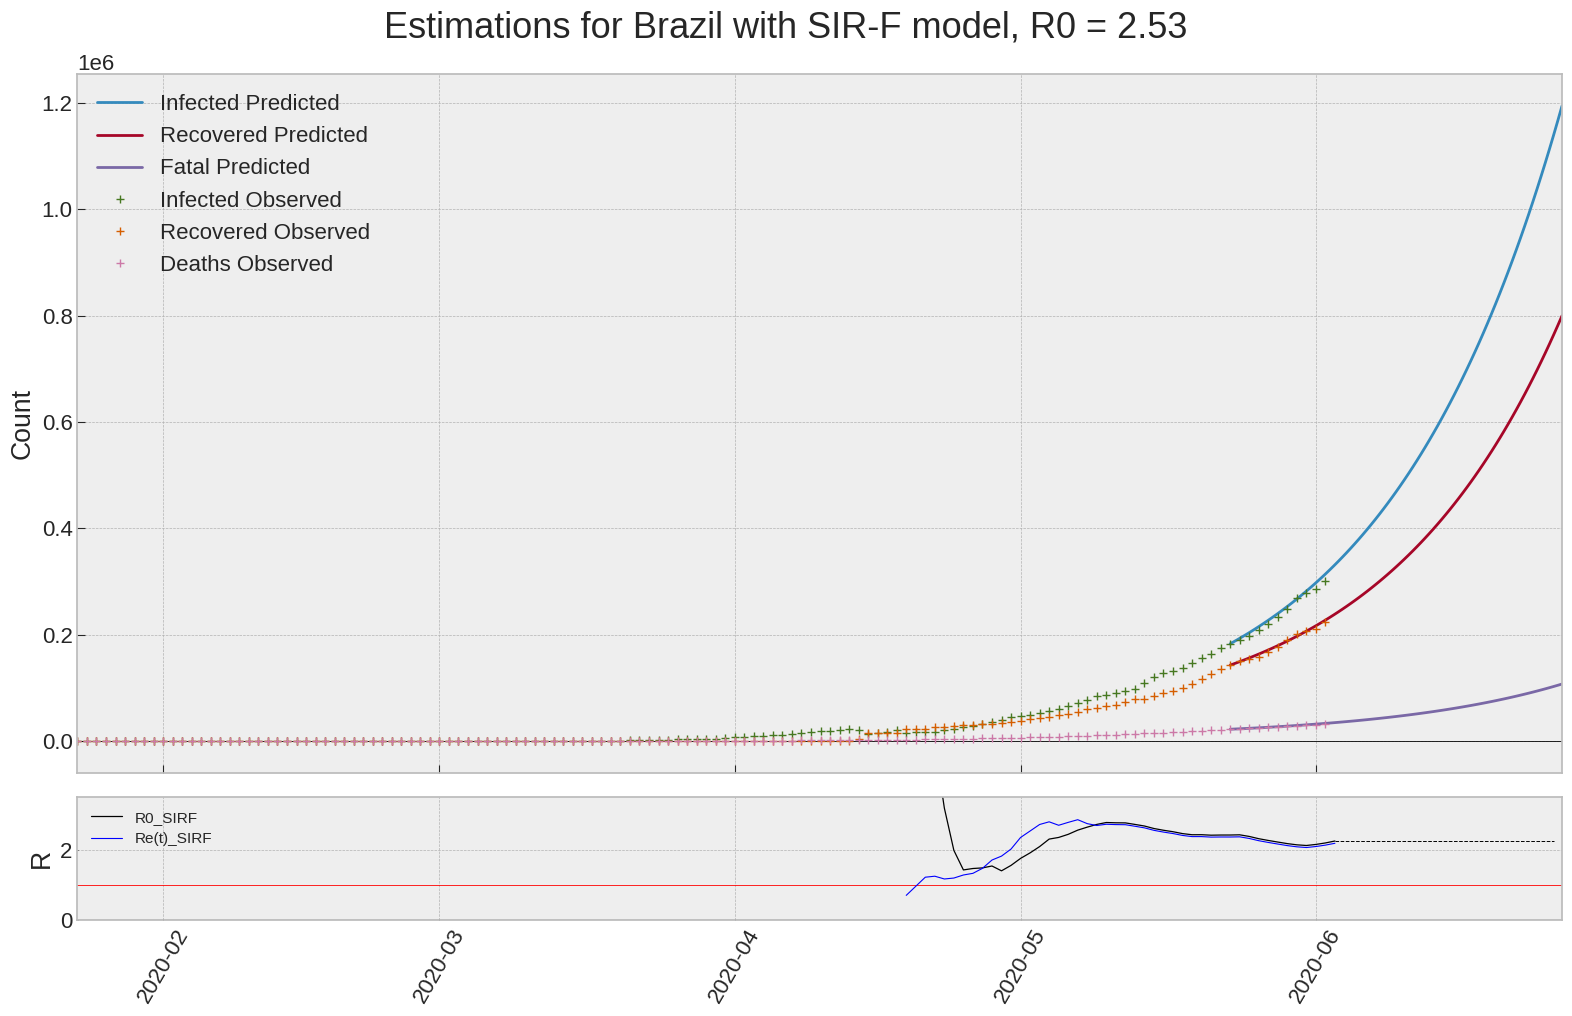 Estimations for Brazil with SIR-F model, R0 = 2.53
1e6
1.2
1.0
0.8
0.6
0.4
0.2
0.0
Count
Infected Predicted
Recovered Predicted
Fatal Predicted
Infected Observed
Recovered Observed
Deaths Observed
R0_SIRF
Re(t)_SIRF
2
0
R
2020-02
2020-03
2020-04
2020-05
2020-06